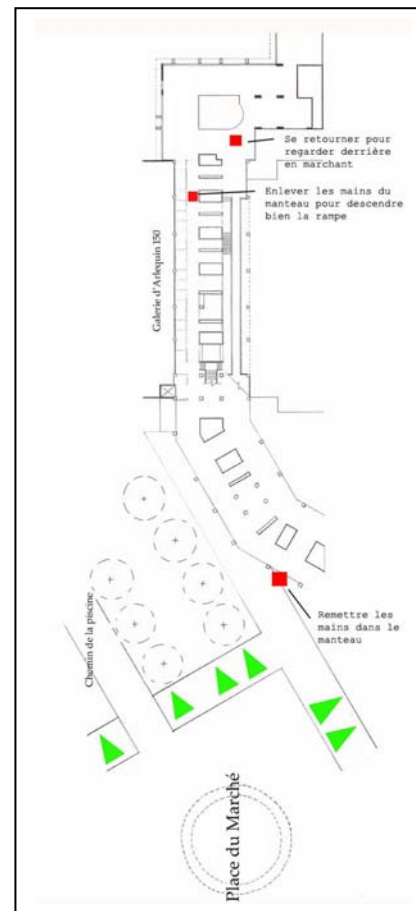 Se retourner pour
regarder derrière
en marchant
Enlever les mains du
manteau pour descendre
bien la rampe
Galerie d'Arlequin 150
Chemin de la piscine
Remettre les
mains dans le
manteau
Place du Marché